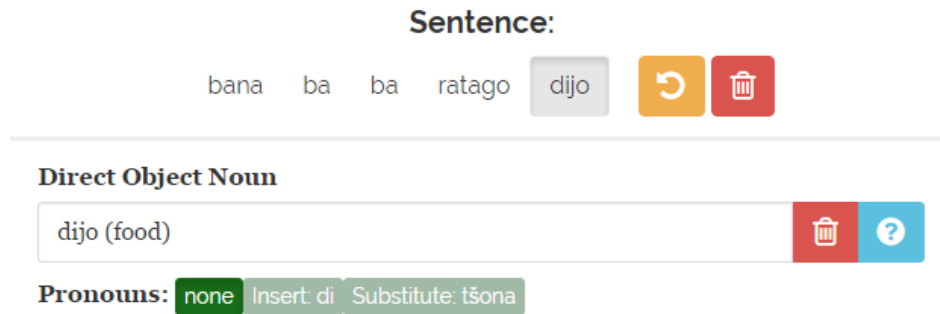 Sentence:
bana ba ba ratago dijo
Direct Object Noun
dijo (food)
Pronouns: none Insert: di Substitute: tšona